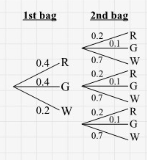 1st bag 2nd bag
0.2 R
0.1 G
0.4 R 0.7 W
0.2 R
0.4 G 0.1 G
0.7 W
0.2 W 0.2 R
0.1 G
0.7 W